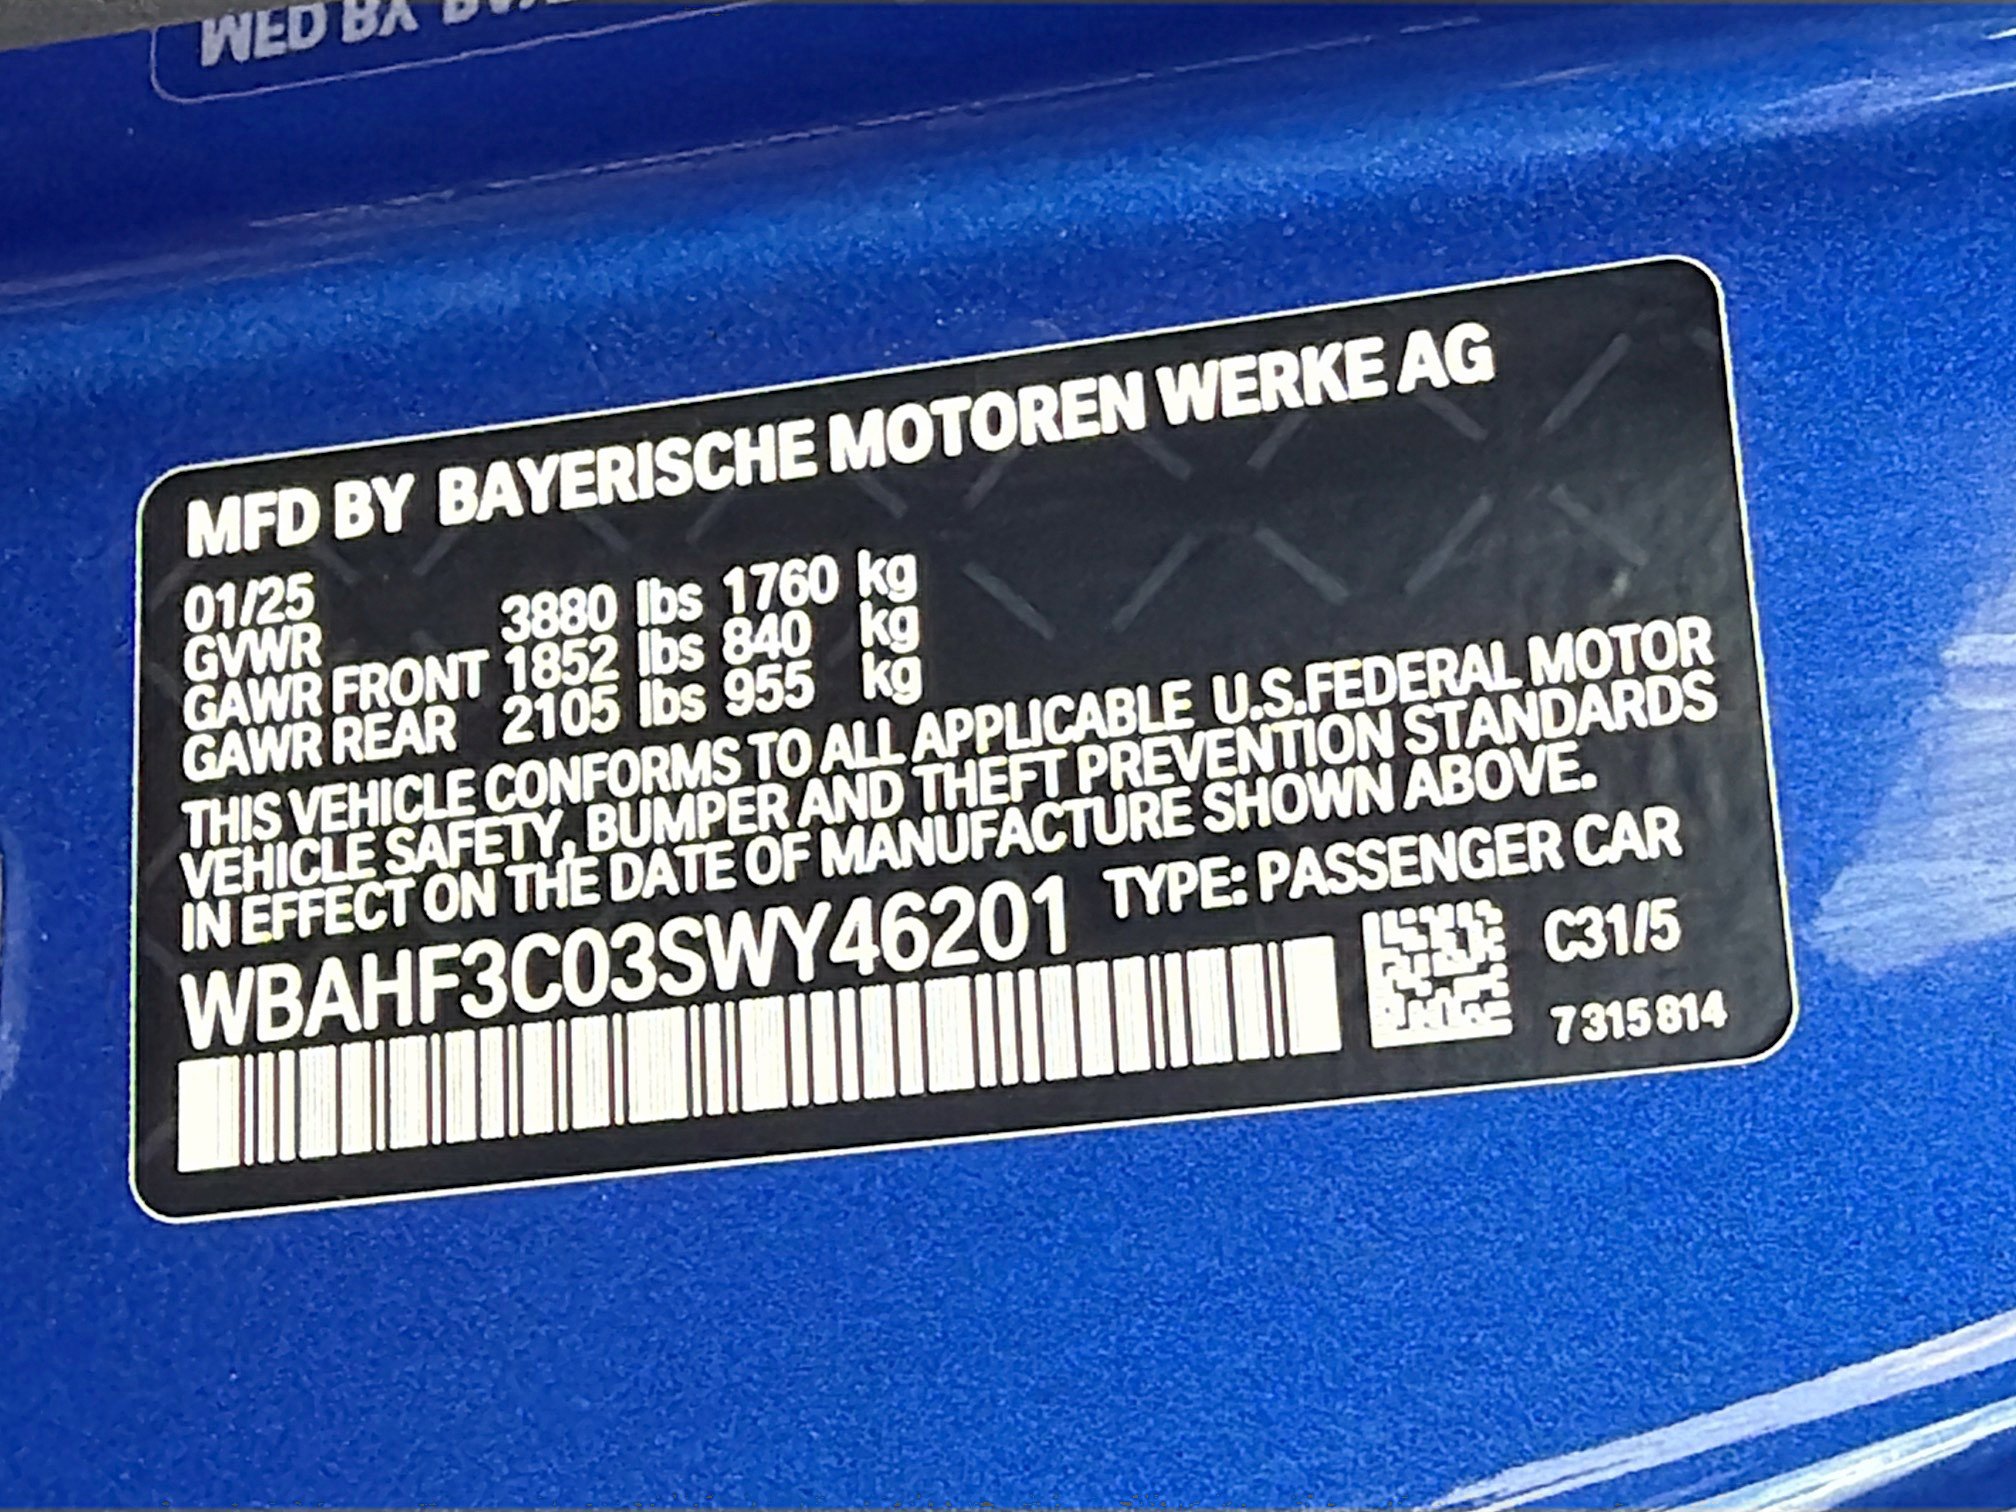 WED BX
MFD BY BAYERISCHE MOTOREN WERKE AG
01/25
GVWR 3880 lbs 1760 kg
GAWR FRONT 1852 lbs 840 kg
GAWR REAR 2105 lbs 955 kg
THIS VEHICLE CONFORMS TO ALL APPLICABLE U.S.FEDERAL MOTOR
VEHICLE SAFETY, BUMPER AND THEFT PREVENTION STANDARDS
IN EFFECT ON THE DATE OF MANUFACTURE SHOWN ABOVE.
WBAHF3C03SWY46201 TYPE: PASSENGER CAR
C31/5
7 315 814